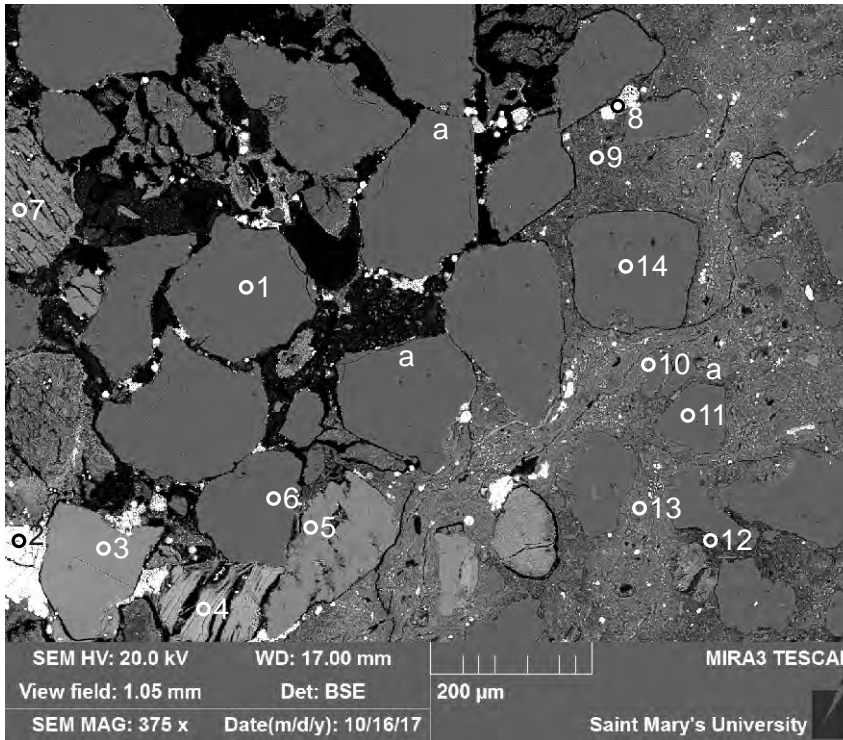 a
8
9
7
1
14
a
10 a
11
6
5
13
2
3
12
4
SEM HV: 20.0 kV WD: 17.00 mm MIRA3 TESCAN
View field: 1.05 mm Det: BSE 200 µm
SEM MAG: 375 x Date(m/d/y): 10/16/17 Saint Mary's University